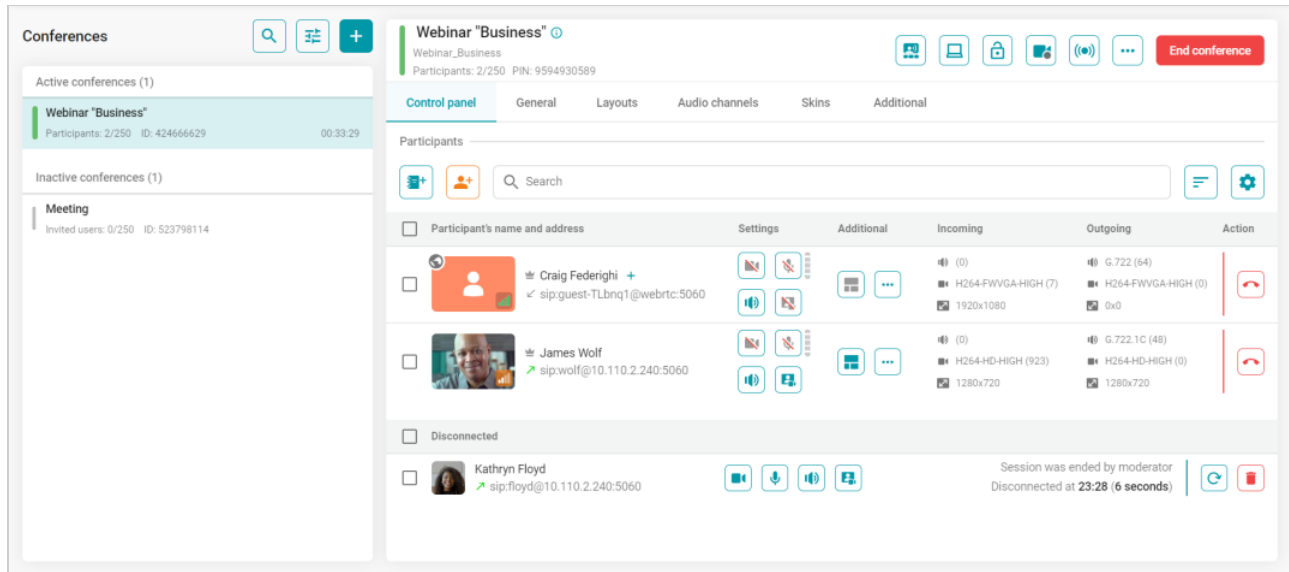 Conferences
Active conferences (1)
Webinar "Business"
Participants: 2/250 ID: 424666629 00:33:29
Inactive conferences (1)
Meeting
Invited users: 0/250 ID: 523798114
Webinar "Business"
Webinar_Business
Participants: 2/250 PIN: 9594930589
End conference
Control panel General Layouts Audio channels Skins Additional
Participants
Search
Participant's name and address Settings Additional Incoming Outgoing Action
Craig Federighi +
sip:guest-TLbnq1@webrtc:5060
(0) G.722 (64)
H264-FWVGA-HIGH (7) H264-FWVGA-HIGH (0)
1920x1080 0x0
James Wolf
sip:wolf@10.110.2.240:5060
(0) G.722.1C (48)
H264-HD-HIGH (923) H264-HD-HIGH (0)
1280x720 1280x720
Disconnected
Kathryn Floyd
sip:floyd@10.110.2.240:5060
Session was ended by moderator
Disconnected at 23:28 (6 seconds)